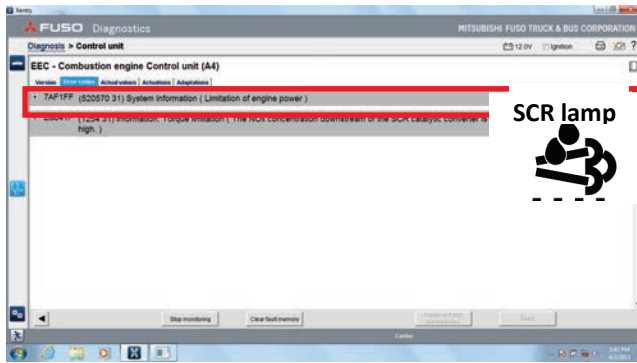 Xentry
FUSO Diagnostics
MITSUBISHI FUSO TRUCK & BUS CORPORATION
Diagnosis > Control unit
12.0V Ignition
EEC - Combustion engine Control unit (A4)
Version Error codes Actual values Actuations Adaptations
+ 7AF1FF (520570 31) System information ( Limitation of engine power )
(1254 31) Information: Torque limitation ( The NOx concentration downstream of the SCR catalytic converter is
high. )
SCR lamp
Stop monitoring
Clear fault memory
Canter